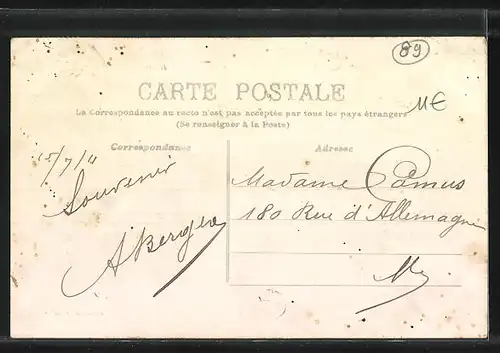 89
CARTE POSTALE
La Correspondance au recto n'est pas acceptée par tous les pays étrangers
(Se renseigner à la Poste)
M€
Correspondance
Adresse
15/7/11
Souvenir
Madame Camus
180 Rue d'Allemagne